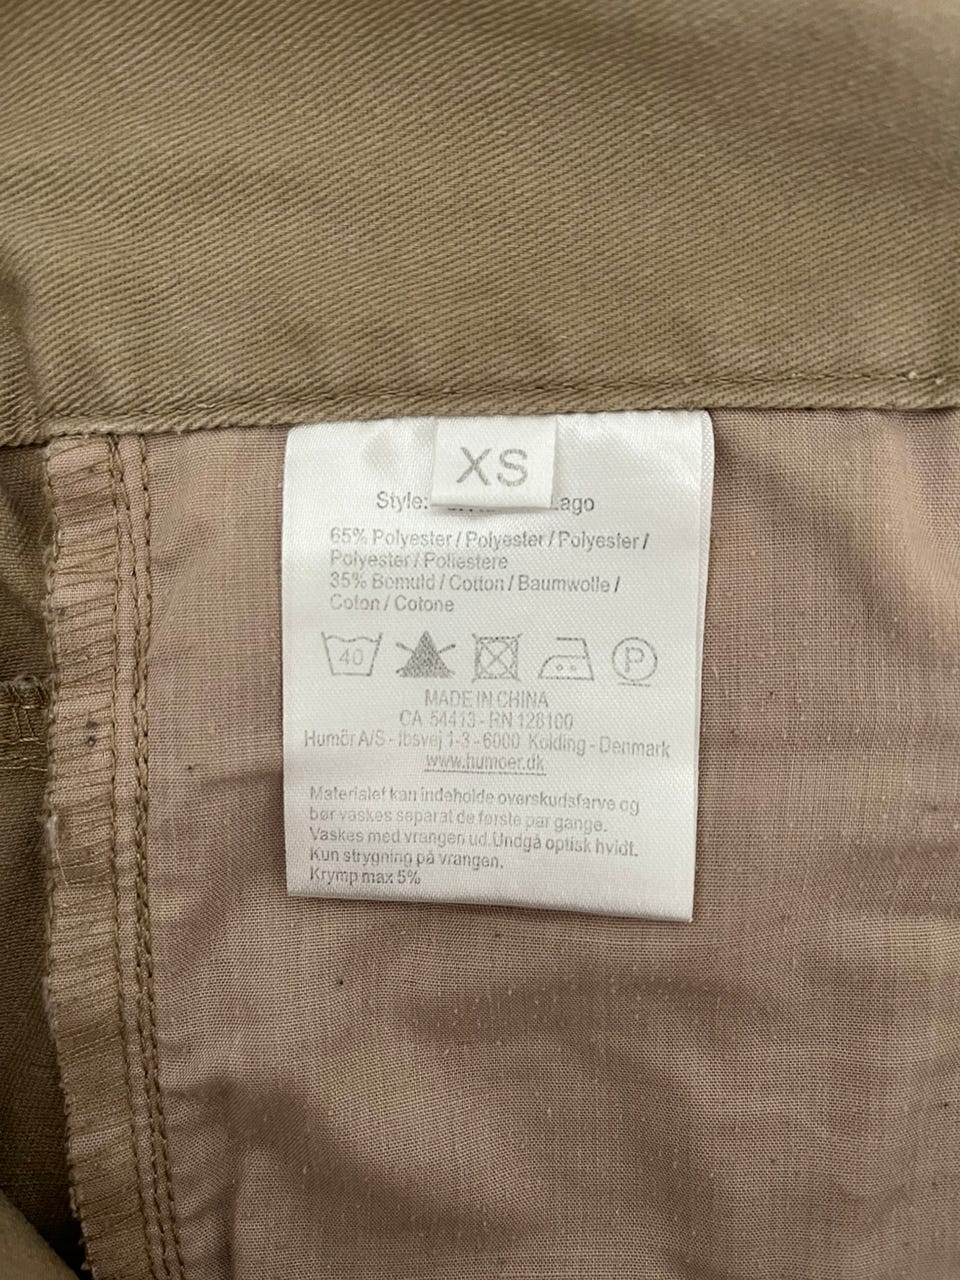 XS
Style: Lago
65% Polyester / Polyester / Polyester /
Polyester / Poliestere
35% Bomuld / Cotton / Baumwolle /
Coton / Cotone
40 P
MADE IN CHINA
CA 54413 - RN 128100
Humör A/S - Ibsvej 1-3 - 6000 Kolding - Denmark
www.humoer.dk
Materialet kan indeholde overskudsfarve og
bør vaskes separat de første par gange.
Vaskes med vrangen ud. Undgå optisk hvidt.
Kun strygning på vrangen.
Krymp max 5%